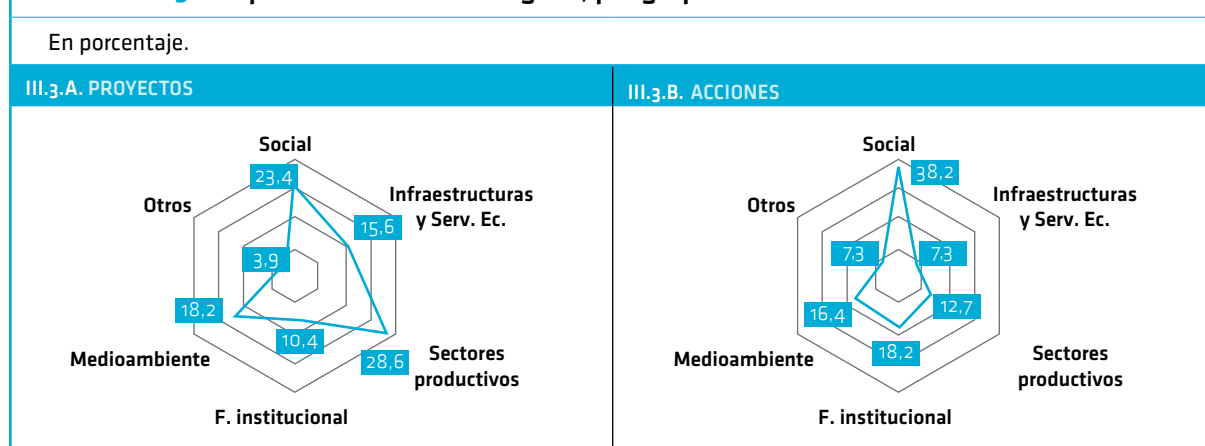 En porcentaje.
III.3.A. PROYECTOS
Social
23,4
Otros
Infraestructuras
y Serv. Ec.
15,6
3,9
18,2
10,4
28,6
Medioambiente
Sectores
productivos
F. institucional
III.3.B. ACCIONES
Social
38,2
Otros
Infraestructuras
y Serv. Ec.
7,3
7,3
16,4
12,7
18,2
Medioambiente
Sectores
productivos
F. institucional